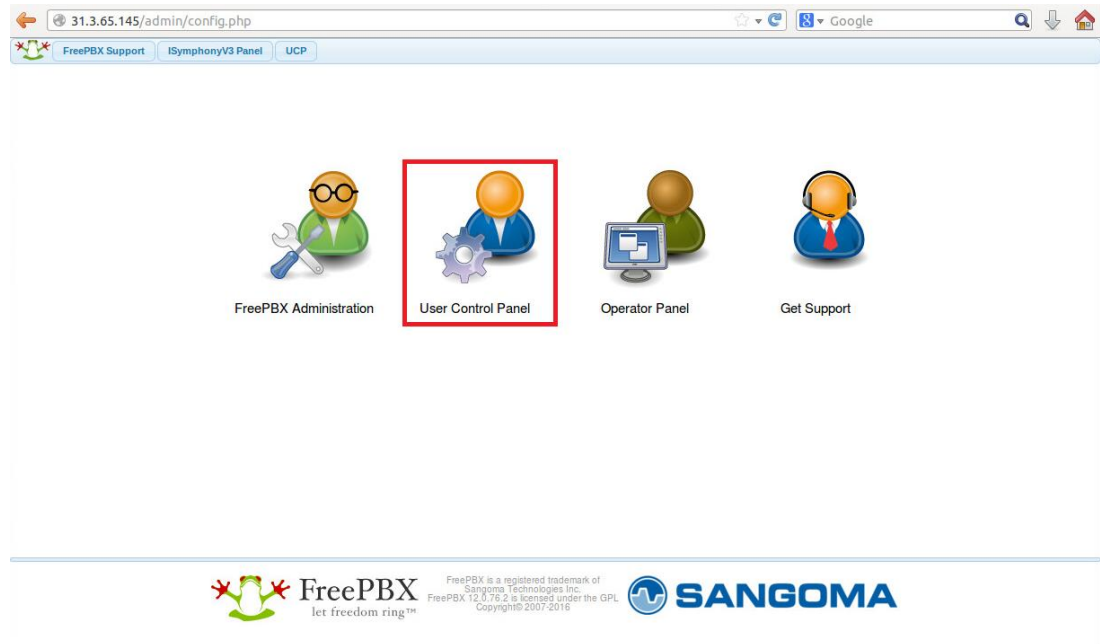 31.3.65.145/admin/config.php
Google
FreePBX Support ISymphonyV3 Panel UCP
FreePBX Administration User Control Panel Operator Panel Get Support
FreePBX
let freedom ring™
FreePBX is a registered trademark of
Sangoma Technologies Inc.
FreePBX 12.0.76.2 is licensed under the GPL
Copyright© 2007-2016
SANGOMA